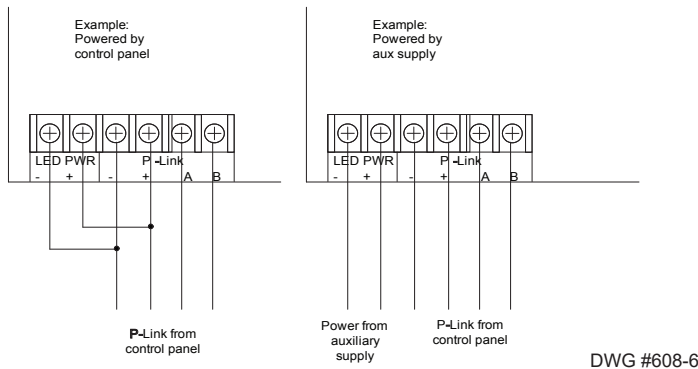 Example:
Powered by
control panel
LED PWR P -Link
- + - + A B
P-Link from
control panel
Example:
Powered by
aux supply
LED PWR P -Link
- + - + A B
Power from
auxiliary
supply
P-Link from
control panel
DWG #608-6